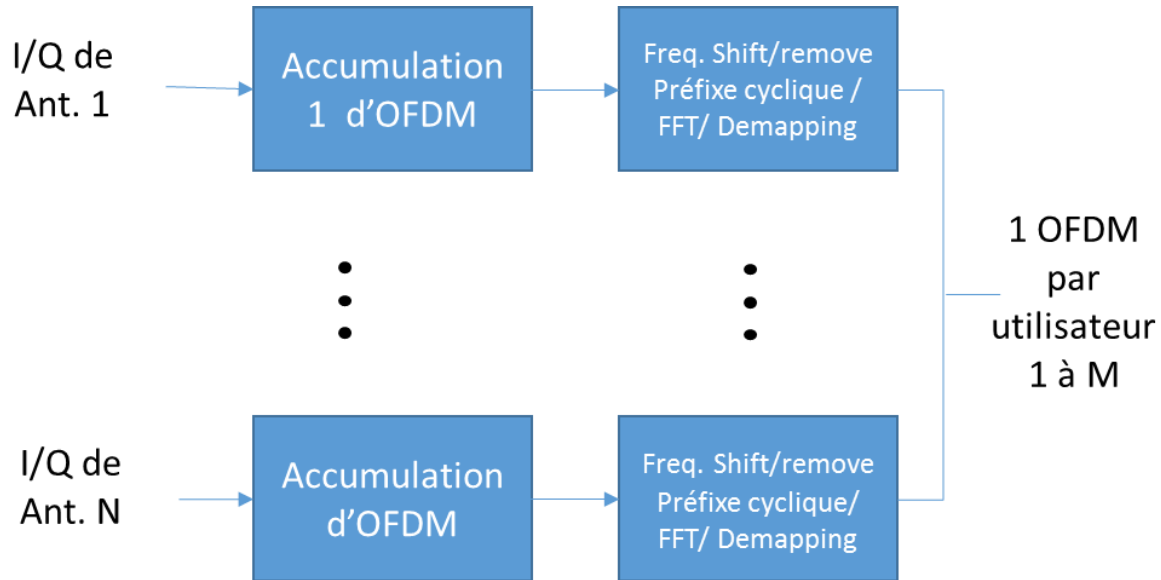 I/Q de
Ant. 1
Accumulation
1 d’OFDM
Freq. Shift/remove
Préfixe cyclique /
FFT/ Demapping
1 OFDM
par
utilisateur
1 à M
I/Q de
Ant. N
Accumulation
d’OFDM
Freq. Shift/remove
Préfixe cyclique/
FFT/ Demapping